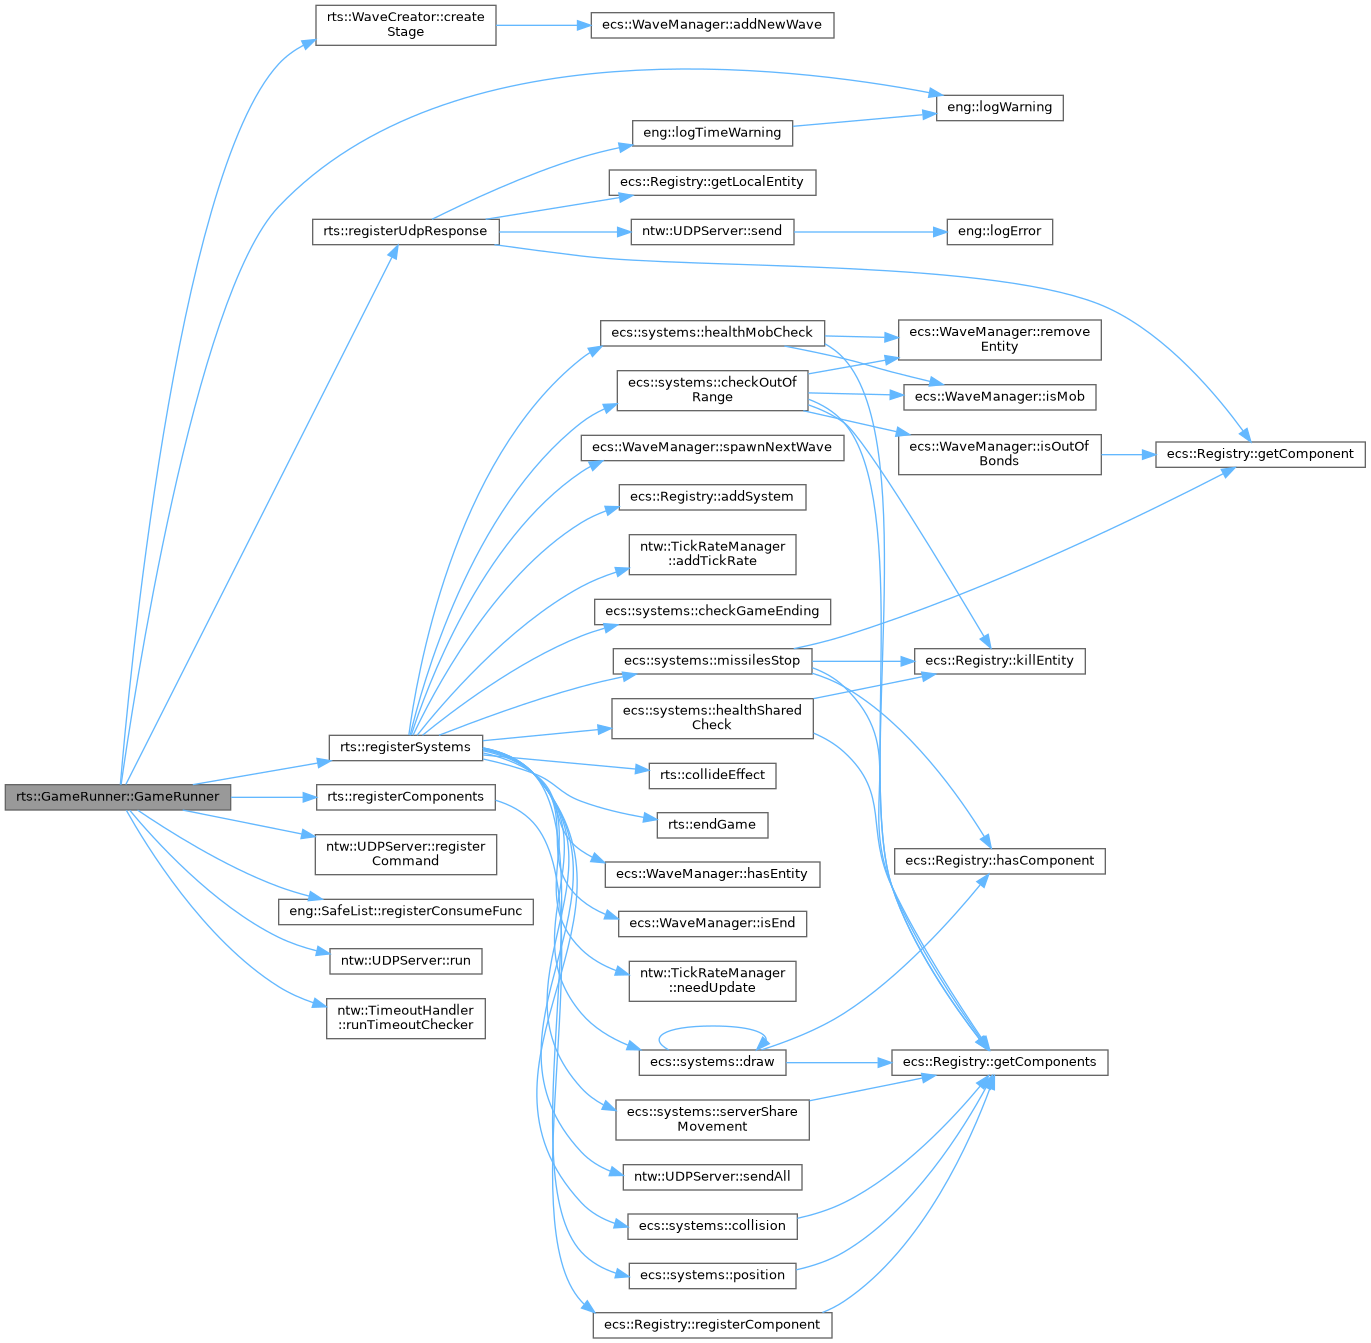 rts::WaveCreator::create
Stage
ecs::WaveManager::addNewWave
eng::logWarning
eng::logTimeWarning
ecs::Registry::getLocalEntity
rts::registerUdpResponse
ntw::UDPServer::send
eng::logError
ecs::systems::healthMobCheck
ecs::WaveManager::remove
Entity
ecs::systems::checkOutOf
Range
ecs::WaveManager::isMob
ecs::WaveManager::spawnNextWave
ecs::WaveManager::isOutOf
Bonds
ecs::Registry::getComponent
ecs::Registry::addSystem
ntw::TickRateManager
::addTickRate
ecs::systems::checkGameEnding
ecs::systems::missilesStop
ecs::Registry::killEntity
ecs::systems::healthShared
Check
rts::registerSystems
rts::collideEffect
rts::GameRunner::GameRunner
rts::registerComponents
rts::endGame
ntw::UDPServer::register
Command
ecs::Registry::hasComponent
ecs::WaveManager::hasEntity
eng::SafeList::registerConsumeFunc
ecs::WaveManager::isEnd
ntw::UDPServer::run
ntw::TickRateManager
::needUpdate
ntw::TimeoutHandler
::runTimeoutChecker
ecs::systems::draw
ecs::Registry::getComponents
ecs::systems::serverShare
Movement
ntw::UDPServer::sendAll
ecs::systems::collision
ecs::systems::position
ecs::Registry::registerComponent